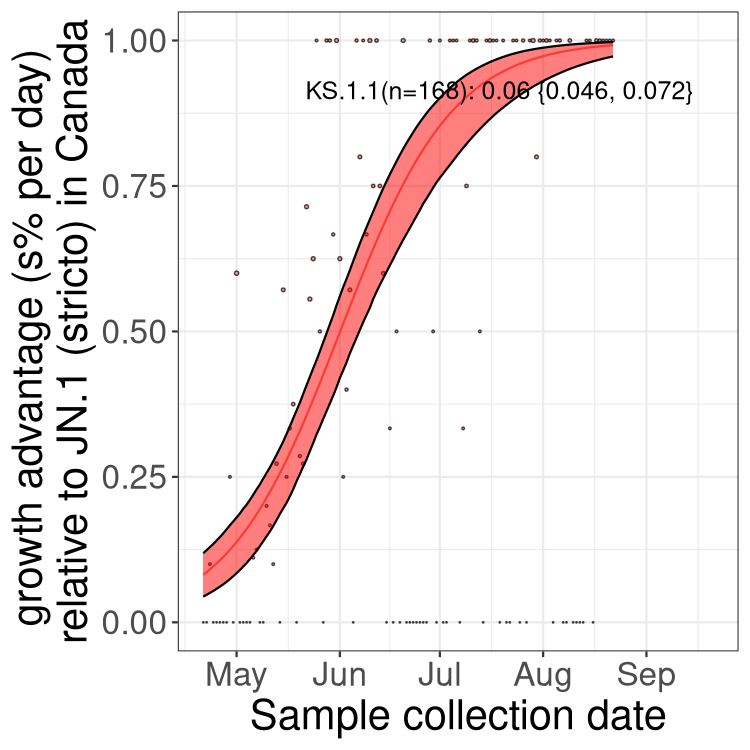 growth advantage (s% per day)
relative to JN.1 (stricto) in Canada
1.00
0.75
0.50
0.25
0.00
KS.1.1(n=168): 0.06 {0.046, 0.072}
May Jun Jul Aug Sep
Sample collection date